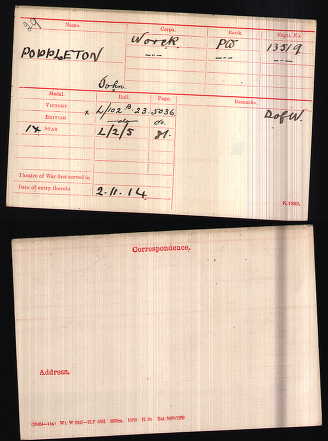 Name. Corps. Rank. Regtl. No.
POPPLETON Worc R Pte 13519
John
Medal. Roll. Page. Remarks.
VICTORY L/102 B 23 5036 D of W.
BRITISH do do
STAR L/2/5 81.
Theatre of War first served in
Date of entry therein 2.11.14
K.1380.
Correspondence.
Address.